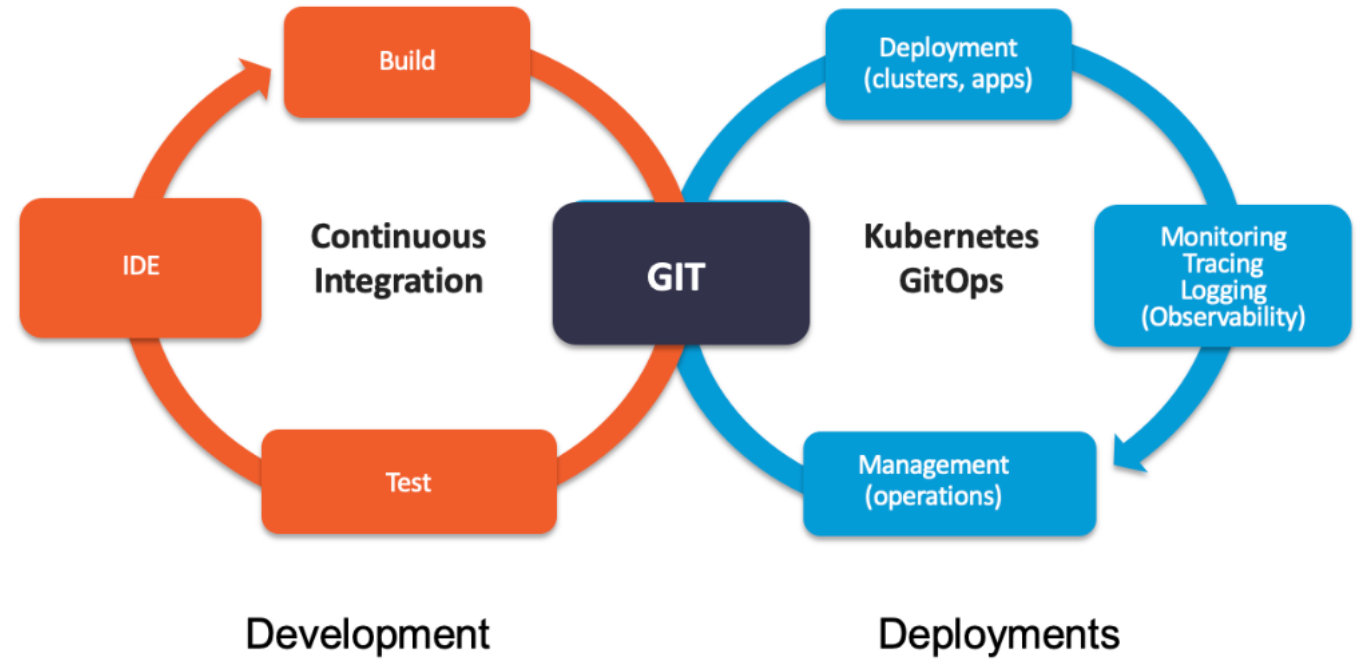 Build
Deployment
(clusters, apps)
IDE
Continuous
Integration
GIT
Kubernetes
GitOps
Monitoring
Tracing
Logging
(Observability)
Test
Management
(operations)
Development
Deployments